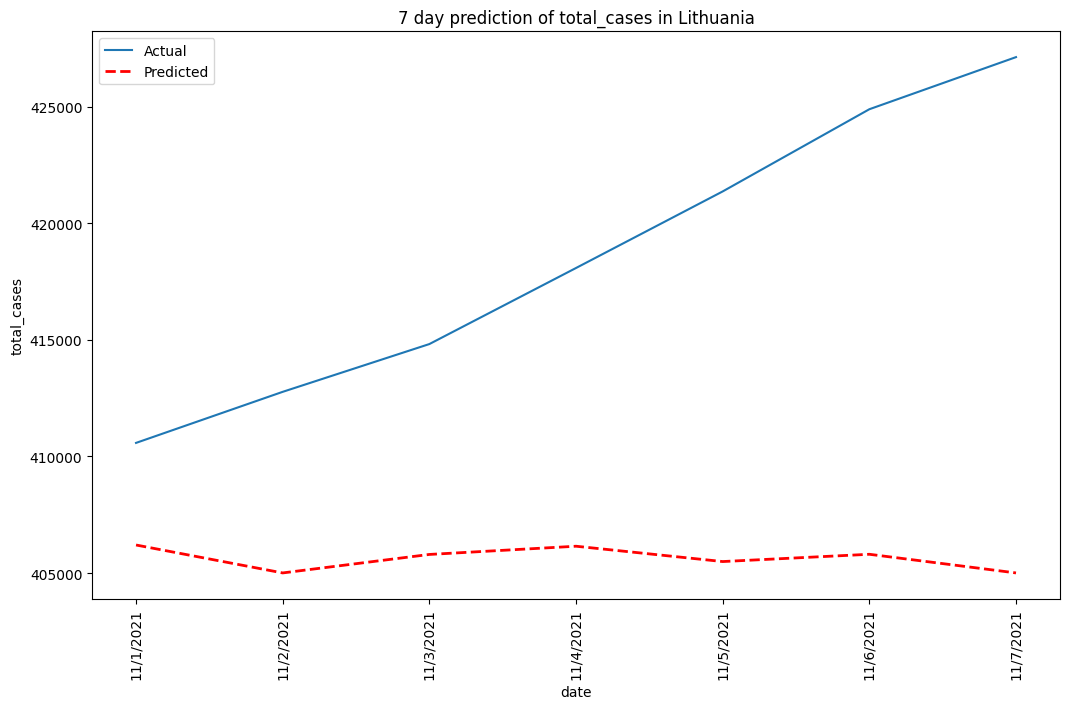 7 day prediction of total_cases in Lithuania
Actual
Predicted
425000
420000
415000
410000
405000
total_cases
11/1/2021
11/2/2021
11/3/2021
11/4/2021
11/5/2021
11/6/2021
11/7/2021
date